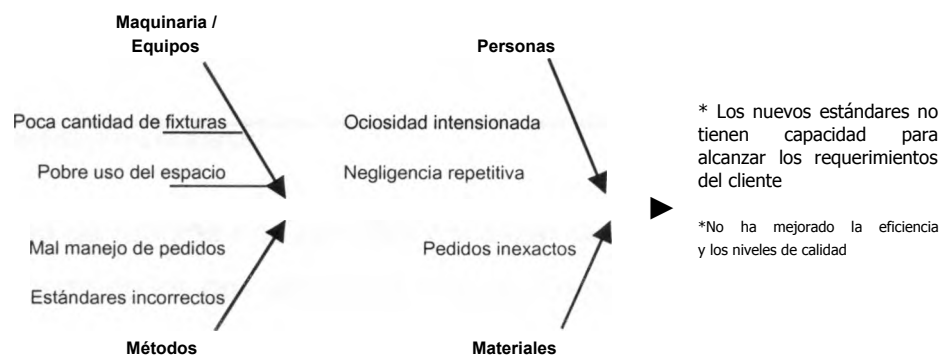 Maquinaria /
Equipos
Personas
Poca cantidad de fixturas
Ociosidad intensionada
Pobre uso del espacio
Negligencia repetitiva
Mal manejo de pedidos
Pedidos inexactos
Estándares incorrectos
Métodos
Materiales
* Los nuevos estándares no
tienen capacidad para
alcanzar los requerimientos
del cliente
*No ha mejorado la eficiencia
y los niveles de calidad